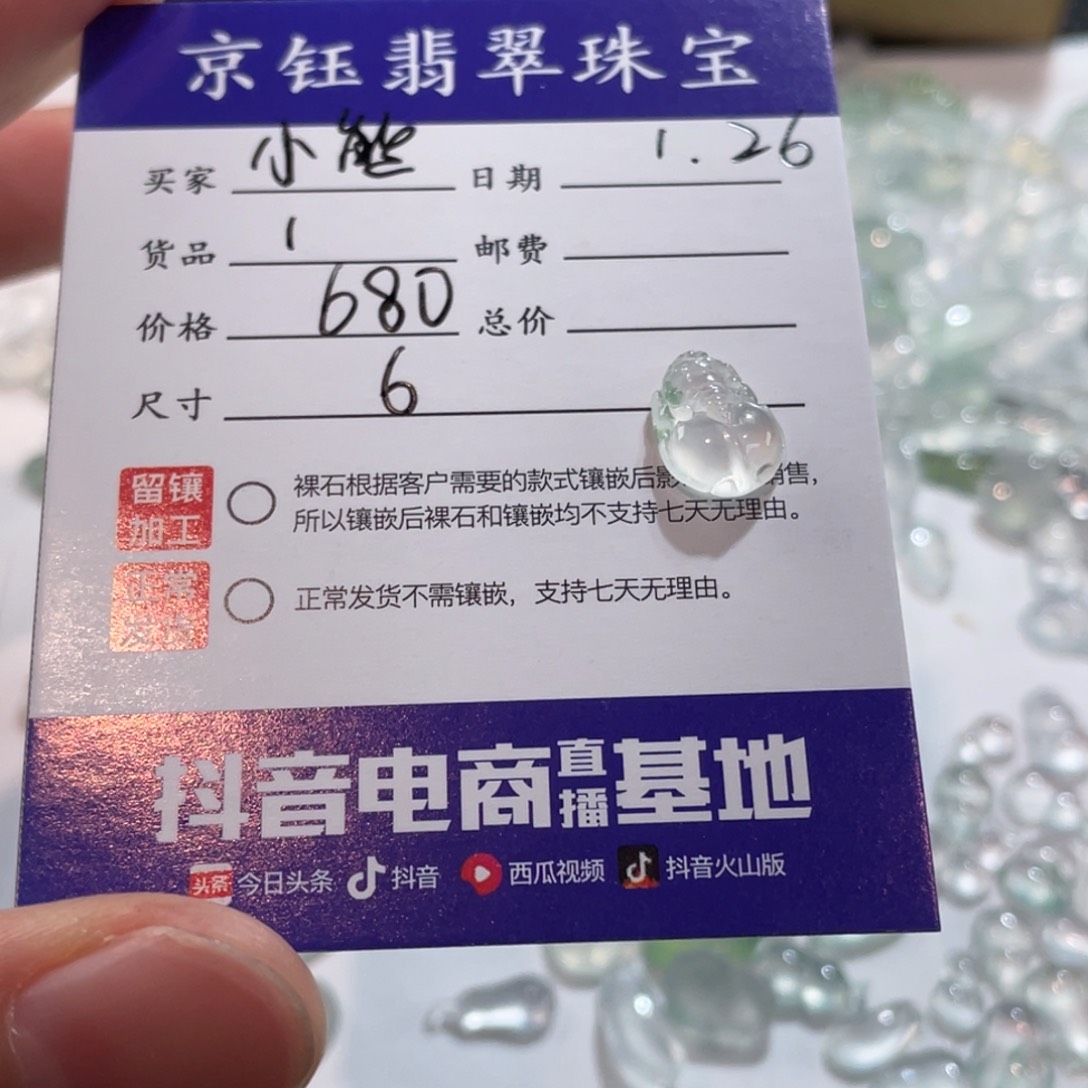 京钰翡翠珠宝
买家 小熊 日期 1.26
货品 1 邮费
价格 680 总价
尺寸 6
留镶加工 裸石根据客户需要的款式镶嵌后影 销售，
所以镶嵌后裸石和镶嵌均不支持七天无理由。
正常发货 正常发货不需镶嵌，支持七天无理由。
抖音电商直播基地
头条 今日头条 抖音 西瓜视频 抖音火山版